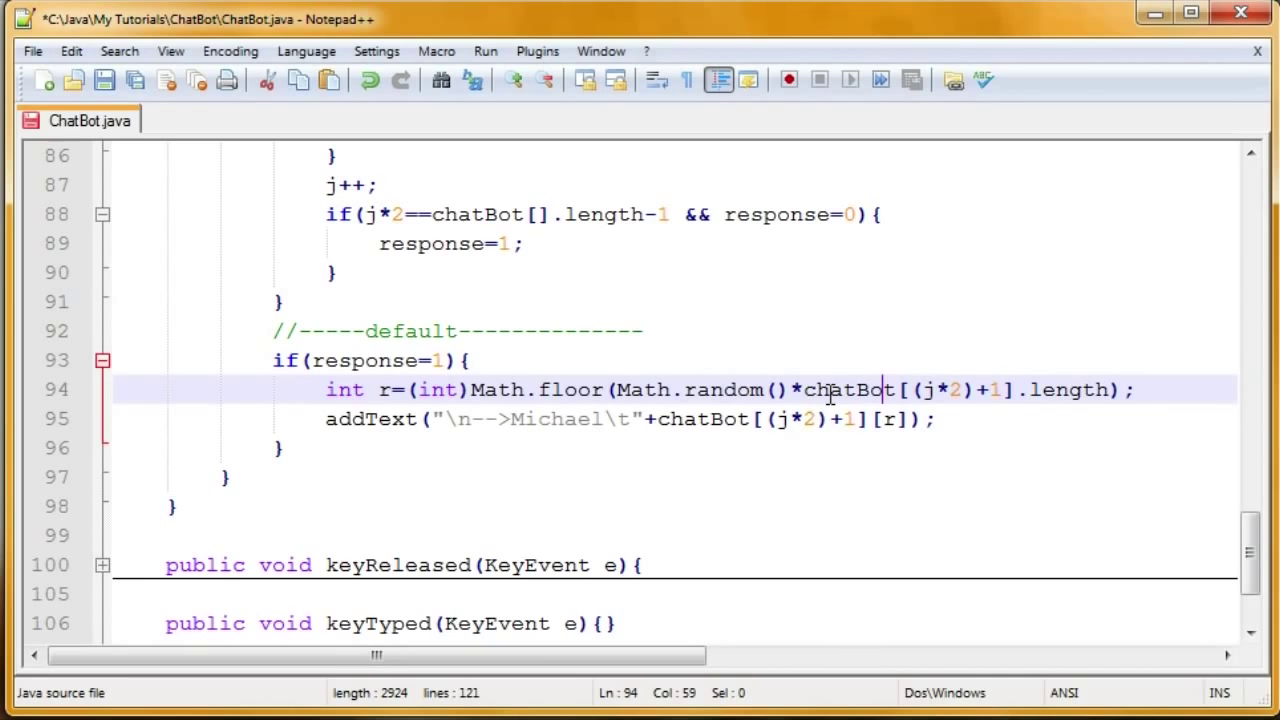 *C:\Java\My Tutorials\ChatBot\ChatBot.java - Notepad++
File Edit Search View Encoding Language Settings Macro Run Plugins Window ? X
ChatBot.java
86 }
87 j++;
88 if(j*2==chatBot[].length-1 && response=0){
89 response=1;
90 }
91 }
92 //-----default--------------
93 if(response=1){
94 int r=(int)Math.floor(Math.random()*chatBot[(j*2)+1].length);
95 addText("\n-->Michael\t"+chatBot[(j*2)+1][r]);
96 }
97 }
98 }
99
100 public void keyReleased(KeyEvent e){
105
106 public void keyTyped(KeyEvent e){}
Java source file length : 2924 lines : 121 Ln : 94 Col : 59 Sel : 0 Dos\Windows ANSI INS